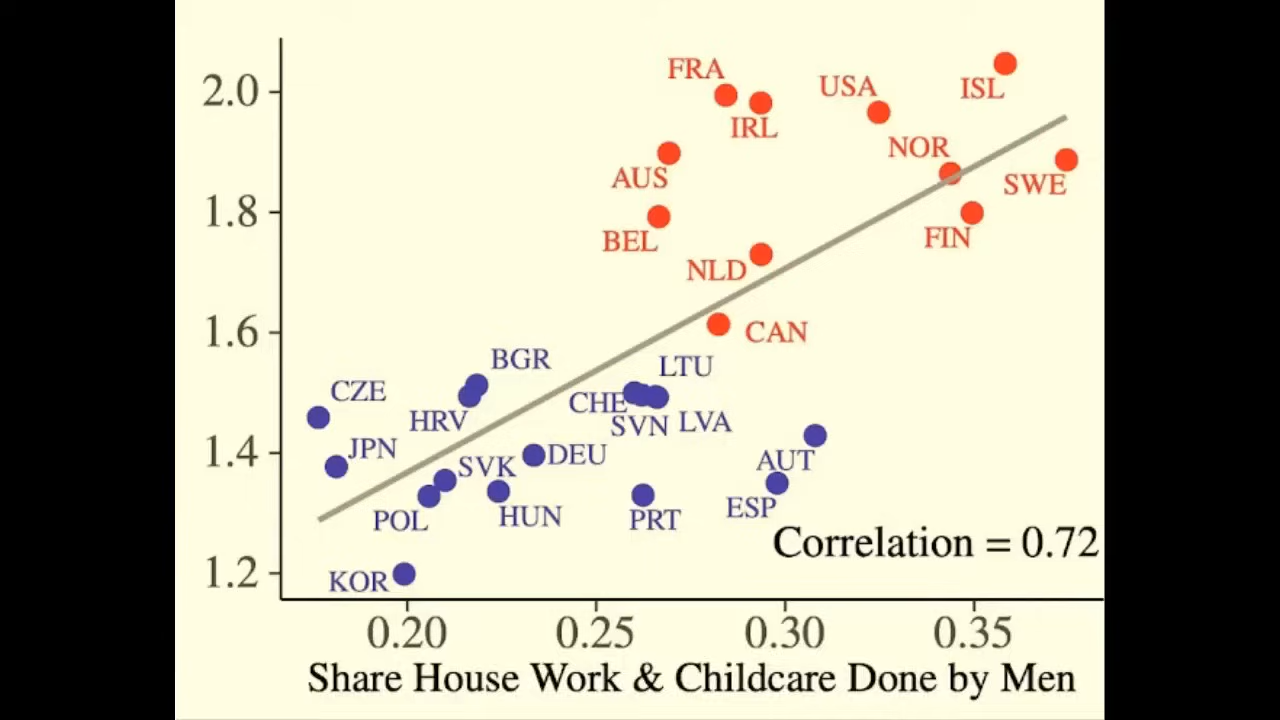 FRA
USA
ISL
2.0
IRL
NOR
AUS
SWE
1.8
BEL
FIN
NLD
1.6
CAN
BGR
LTU
CZE
CHE
HRV
SVN
LVA
JPN
1.4
DEU
AUT
SVK
ESP
POL
HUN
PRT
Correlation = 0.72
1.2
KOR
0.20 0.25 0.30 0.35
Share House Work & Childcare Done by Men